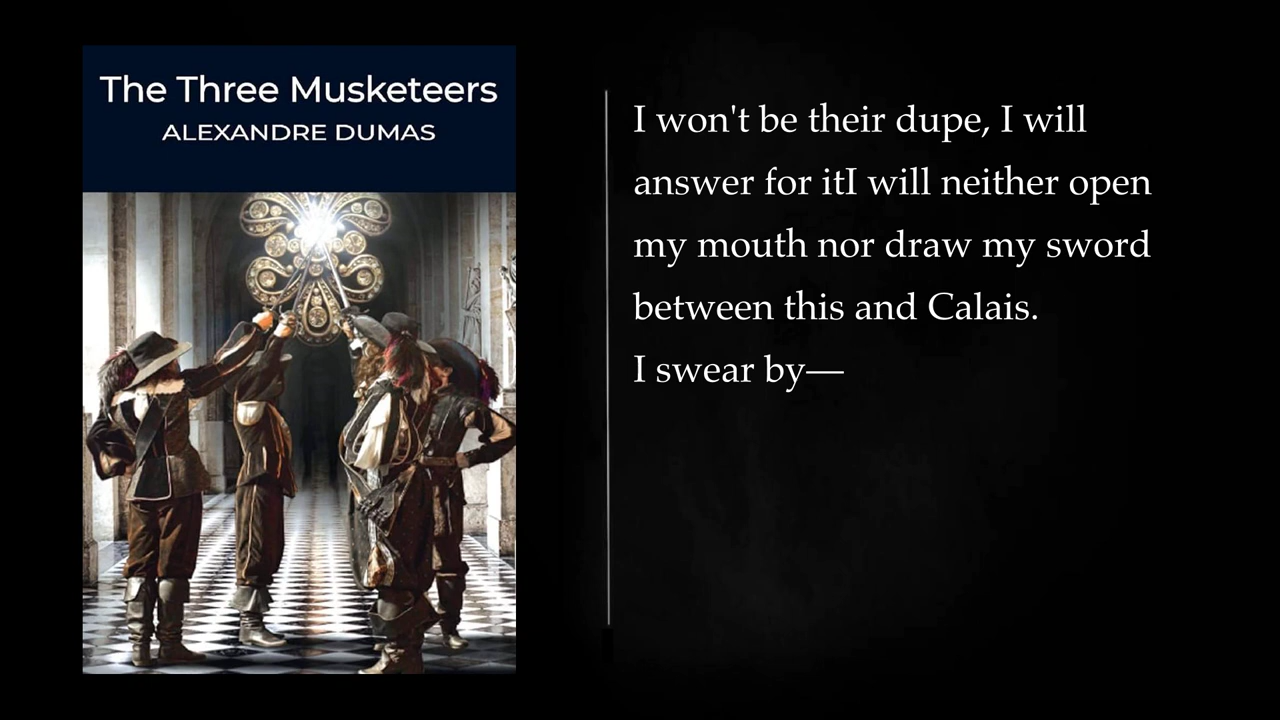 The Three Musketeers
ALEXANDRE DUMAS
I won't be their dupe, I will
answer for itI will neither open
my mouth nor draw my sword
between this and Calais.
I swear by—